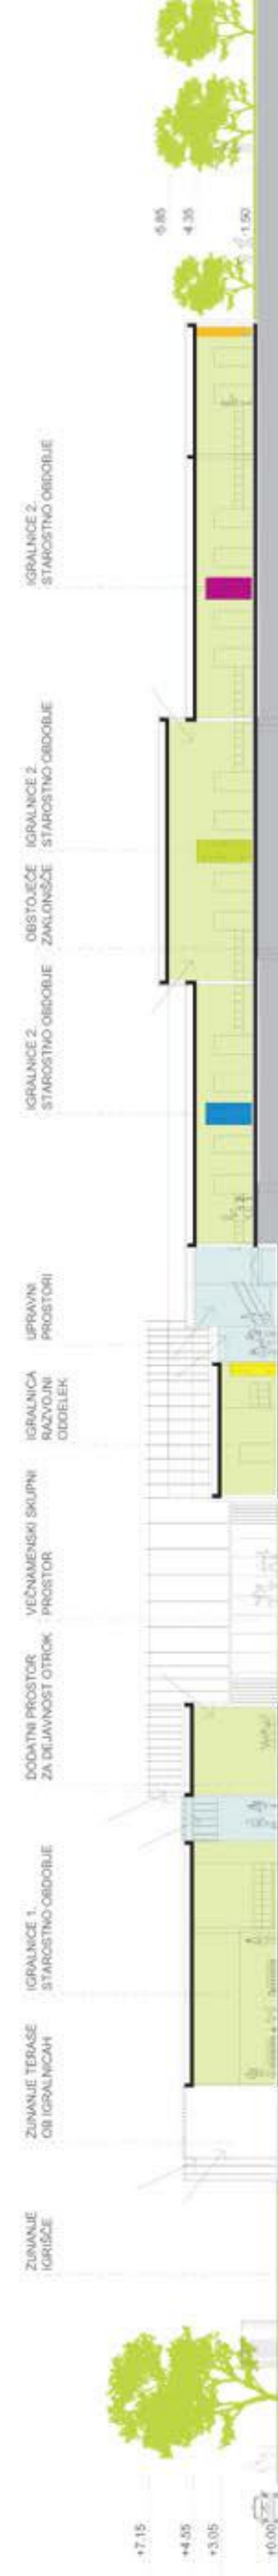 ZUNANJE
IGRIŠČE
ZUNANJE TERASE
OB IGRALNICAH
IGRALNICE 1.
STAROSTNO OBDOBJE
DODATNI PROSTOR
ZA DEJAVNOST OTROK
VEČNAMENSKI SKUPNI
PROSTOR
IGRALNICA
RAZVOJNI
ODDELEK
UPRAVNI
PROSTORI
IGRALNICE 2.
STAROSTNO OBDOBJE
OBSTOJEČE
ZAKLONIŠČE
IGRALNICE 2.
STAROSTNO OBDOBJE
IGRALNICE 2.
STAROSTNO OBDOBJE
+7.15
+4.55
+3.05
±0.00
-5.85
-4.35
-1.50